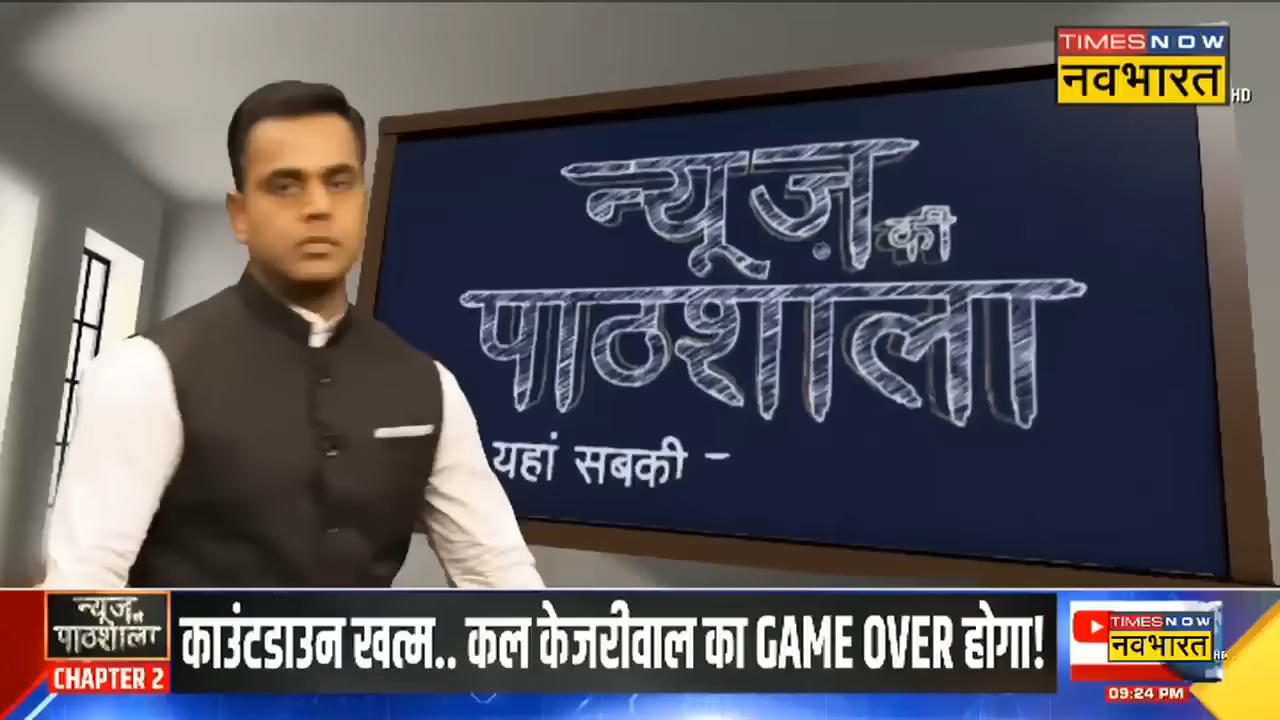 TIMES NOW
नवभारत
HD
न्यूज़ की
पाठशाला
यहां सबकी –
न्यूज़ की
पाठशाला
CHAPTER 2
काउंटडाउन खत्म.. कल केजरीवाल का GAME OVER होगा!
TIMES NOW
नवभारत
HD
09:24 PM